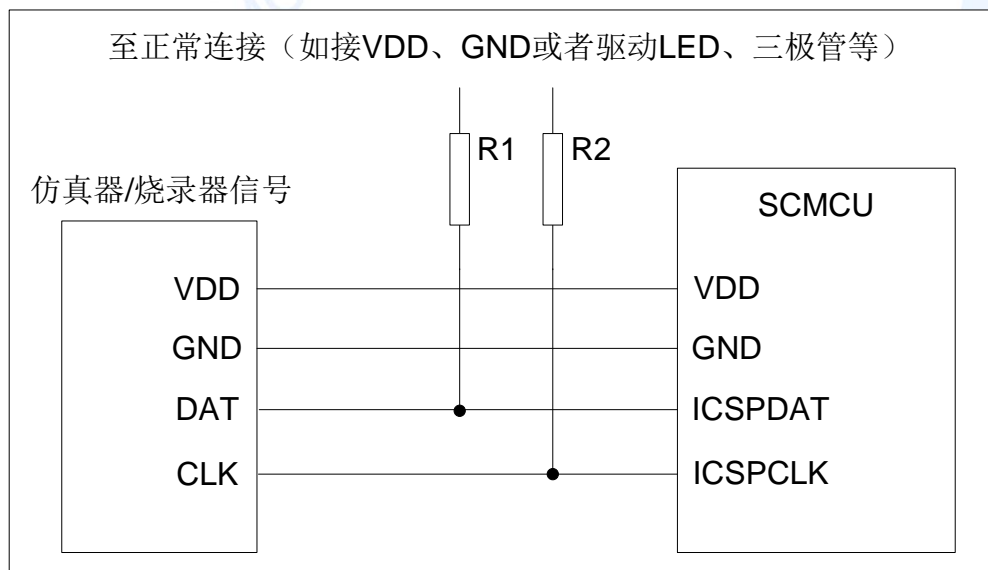 至正常连接（如接VDD、GND或者驱动LED、三极管等）
R1
R2
仿真器/烧录器信号
SCMCU
VDD
VDD
GND
GND
DAT
ICSPDAT
CLK
ICSPCLK